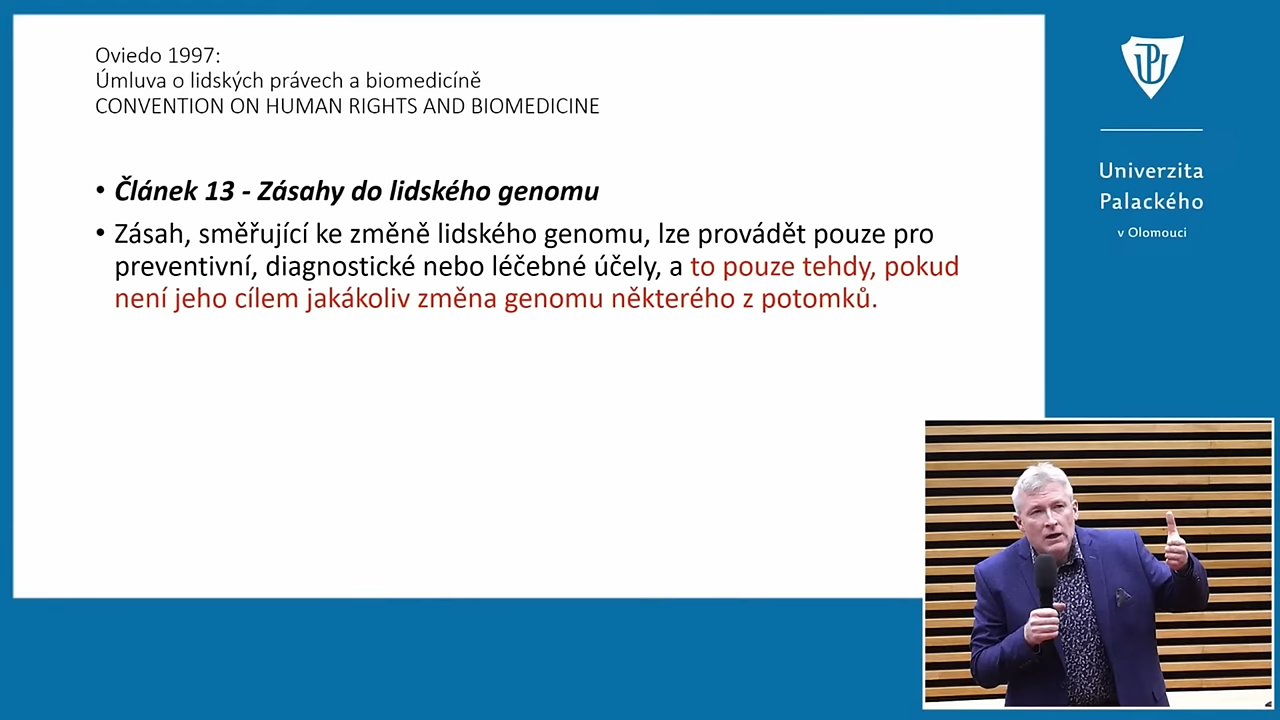 Oviedo 1997:
Úmluva o lidských právech a biomedicíně
CONVENTION ON HUMAN RIGHTS AND BIOMEDICINE
• Článek 13 - Zásahy do lidského genomu
• Zásah, směřující ke změně lidského genomu, lze provádět pouze pro
preventivní, diagnostické nebo léčebné účely, a to pouze tehdy, pokud
není jeho cílem jakákoliv změna genomu některého z potomků.
UP
Univerzita
Palackého
v Olomouci